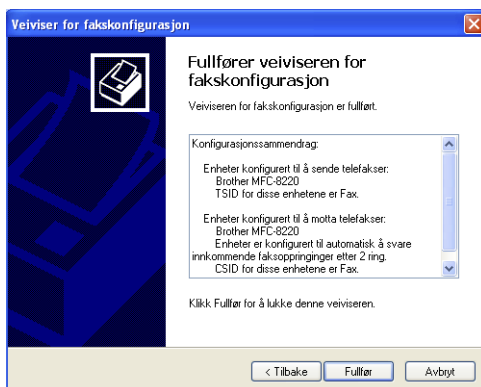 Veiviser for fakskonfigurasjon
Fullfører veiviseren for
fakskonfigurasjon
Veiviseren for fakskonfigurasjon er fullført.
Konfigurasjonssammendrag:
Enheter konfigurert til å sende telefakser:
Brother MFC-8220
TSID for disse enhetene er Fax.
Enheter konfigurert til å motta telefakser:
Brother MFC-8220
Enheter er konfigurert til automatisk å svare
innkommende faksoppringinger etter 2 ring.
CSID for disse enhetene er Fax.
Klikk Fullfør for å lukke denne veiviseren.
< Tilbake Fullfør Avbryt